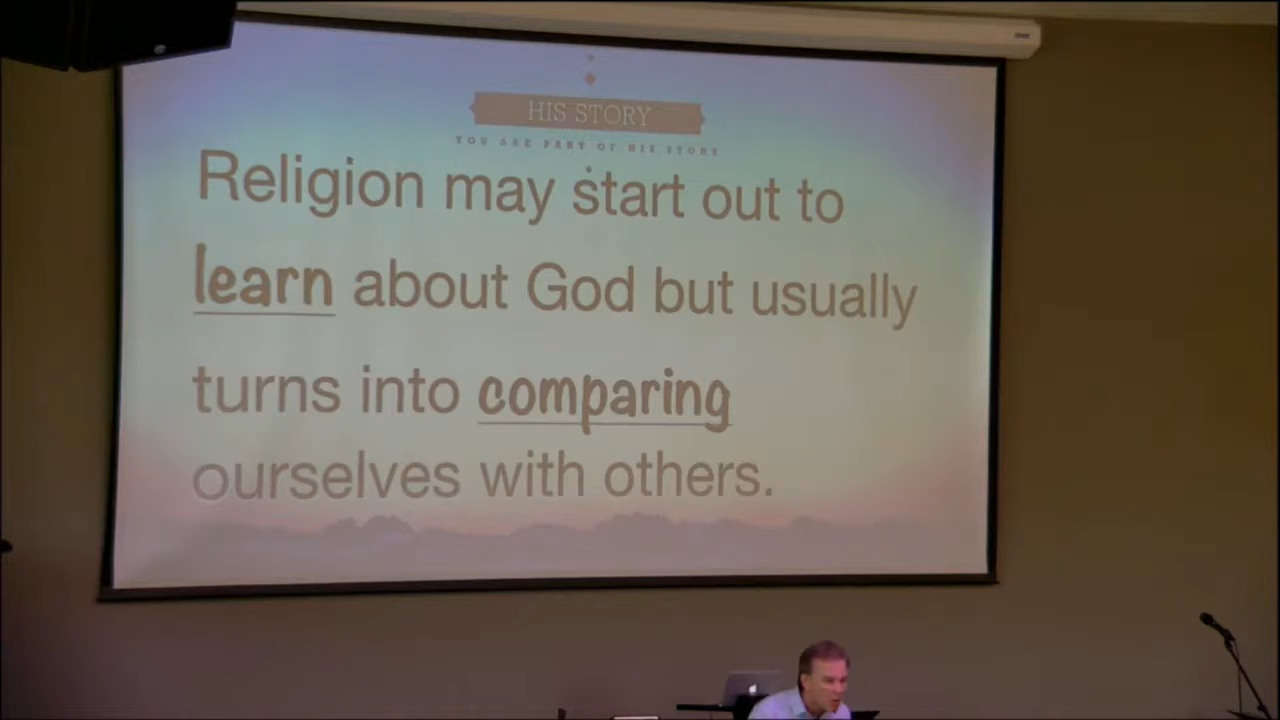 HIS STORY
YOU ARE PART OF HIS STORY
Religion may start out to
learn about God but usually
turns into comparing
ourselves with others.